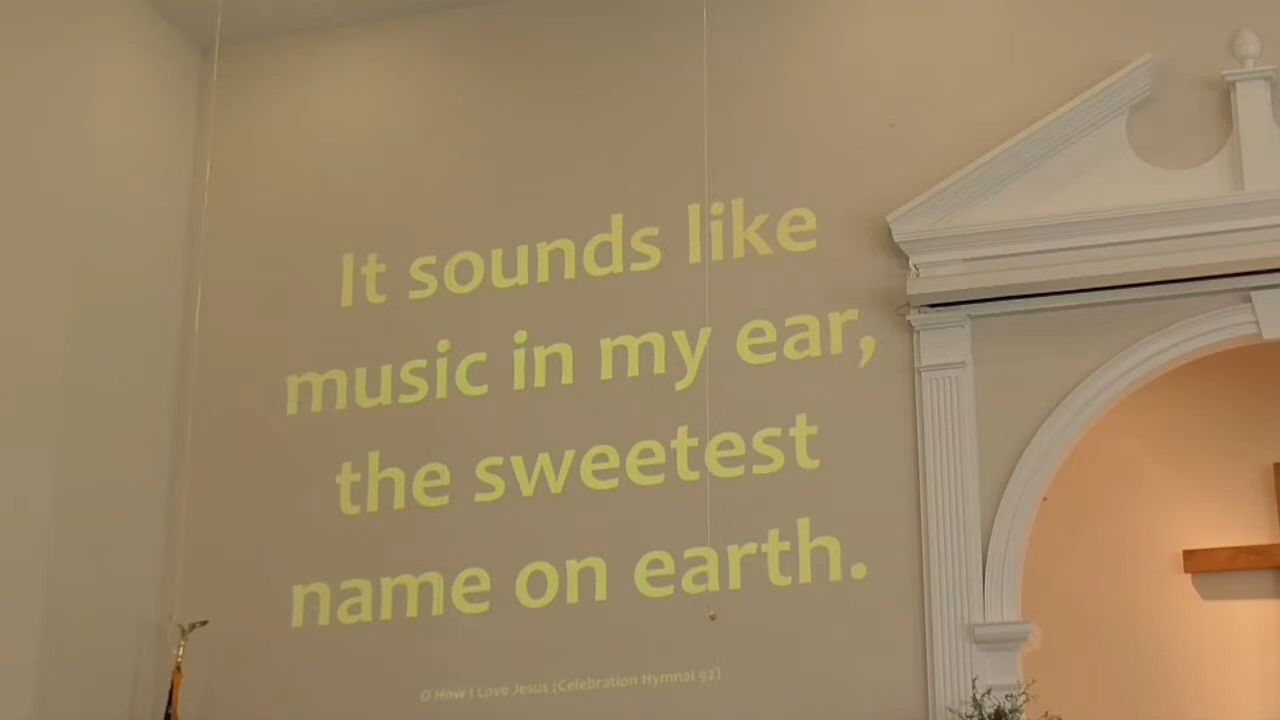 It sounds like
music in my ear,
the sweetest
name on earth.
O How I Love Jesus (Celebration Hymnal 92)